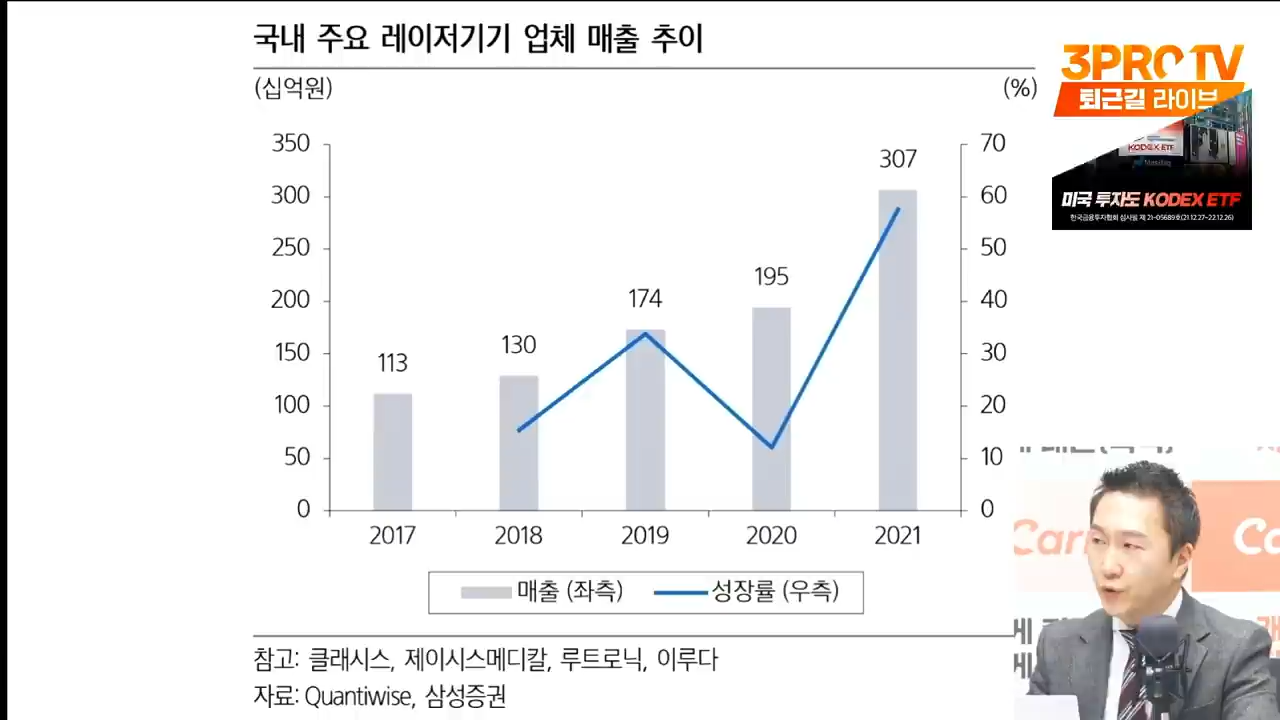 국내 주요 레이저기기 업체 매출 추이
(십억원)
(%)
350
300
250
200
150
100
50
0
70
60
50
40
30
20
10
0
113
130
174
195
307
2017 2018 2019 2020 2021
매출 (좌측) 성장률 (우측)
참고: 클래시스, 제이시스메디칼, 루트로닉, 이루다
자료: Quantiwise, 삼성증권
3PRO TV
퇴근길 라이브
KODEX ETF
미국 투자도 KODEX ETF